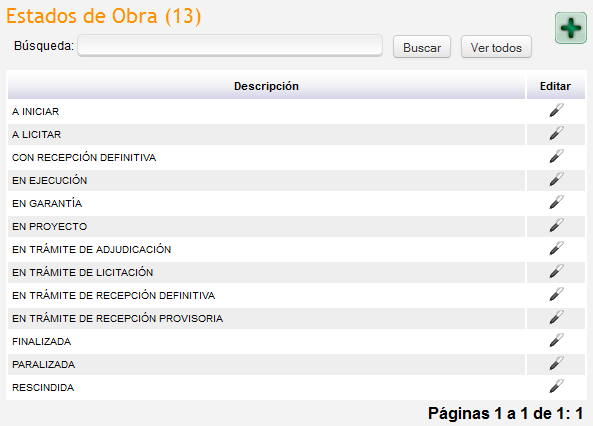 Estados de Obra (13)
Búsqueda: Buscar Ver todos
Descripción Editar
A INICIAR
A LICITAR
CON RECEPCIÓN DEFINITIVA
EN EJECUCIÓN
EN GARANTÍA
EN PROYECTO
EN TRÁMITE DE ADJUDICACIÓN
EN TRÁMITE DE LICITACIÓN
EN TRÁMITE DE RECEPCIÓN DEFINITIVA
EN TRÁMITE DE RECEPCIÓN PROVISORIA
FINALIZADA
PARALIZADA
RESCINDIDA
Páginas 1 a 1 de 1: 1